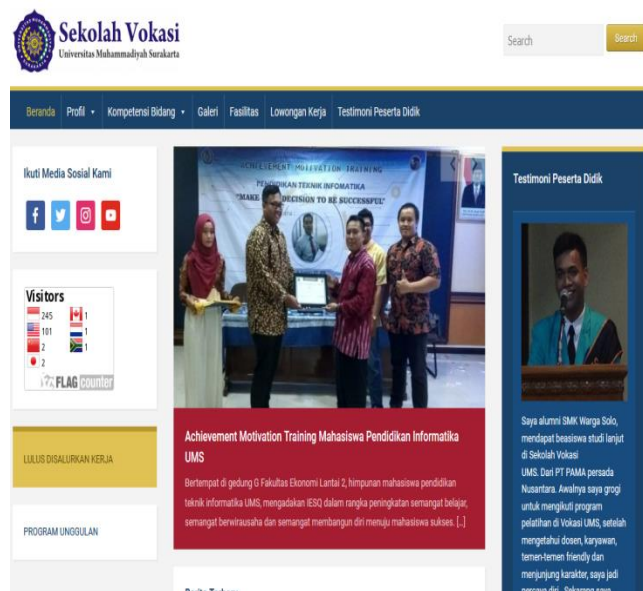 Sekolah Vokasi
Universitas Muhammadiyah Surakarta
Search
Search
Beranda
Profil
Kompetensi Bidang
Galeri
Fasilitas
Lowongan Kerja
Testimoni Peserta Didik
Ikuti Media Sosial Kami
Visitors
245
1
101
1
2
1
2
FLAG counter
LULUS DISALURKAN KERJA
PROGRAM UNGGULAN
ACHIEVEMENT MOTIVATION TRAINING
PENDIDIKAN TEKNIK INFOMATIKA
"MAKE DECISION TO BE SUCCESSFUL"
Achievement Motivation Training Mahasiswa Pendidikan Informatika
UMS
Bertempat di gedung G Fakultas Ekonomi Lantai 2, himpunan mahasiswa pendidikan
teknik informatika UMS, mengadakan IESQ dalam rangka peningkatan semangat belajar,
semangat berwirausaha dan semangat membangun diri menuju mahasiswa sukses. [...]
Testimoni Peserta Didik
Saya alumni SMK Warga Solo,
mendapat beasiswa studi lanjut
di Sekolah Vokasi
UMS. Dari PT PAMA persada
Nusantara. Awalnya saya grogi
untuk mengikuti program
pelatihan di Vokasi UMS, setelah
mengetahui dosen, karyawan,
temen-temen friendly dan
menjunjung karakter, saya jadi